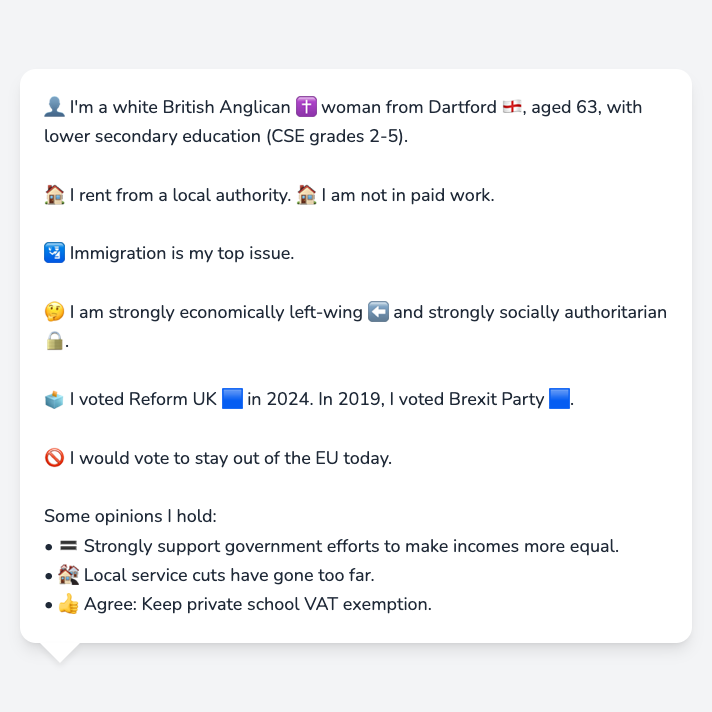 👤 I'm a white British Anglican ✝️ woman from Dartford 🏴󠁧󠁢󠁥󠁮󠁧󠁿, aged 63, with
lower secondary education (CSE grades 2-5).
🏠 I rent from a local authority. 🏠 I am not in paid work.
🛂 Immigration is my top issue.
🤔 I am strongly economically left-wing ⬅️ and strongly socially authoritarian
🔒.
🗳️ I voted Reform UK 🟦 in 2024. In 2019, I voted Brexit Party 🟦.
🚫 I would vote to stay out of the EU today.
Some opinions I hold:
• 🟰 Strongly support government efforts to make incomes more equal.
• 🏚️ Local service cuts have gone too far.
• 👍 Agree: Keep private school VAT exemption.